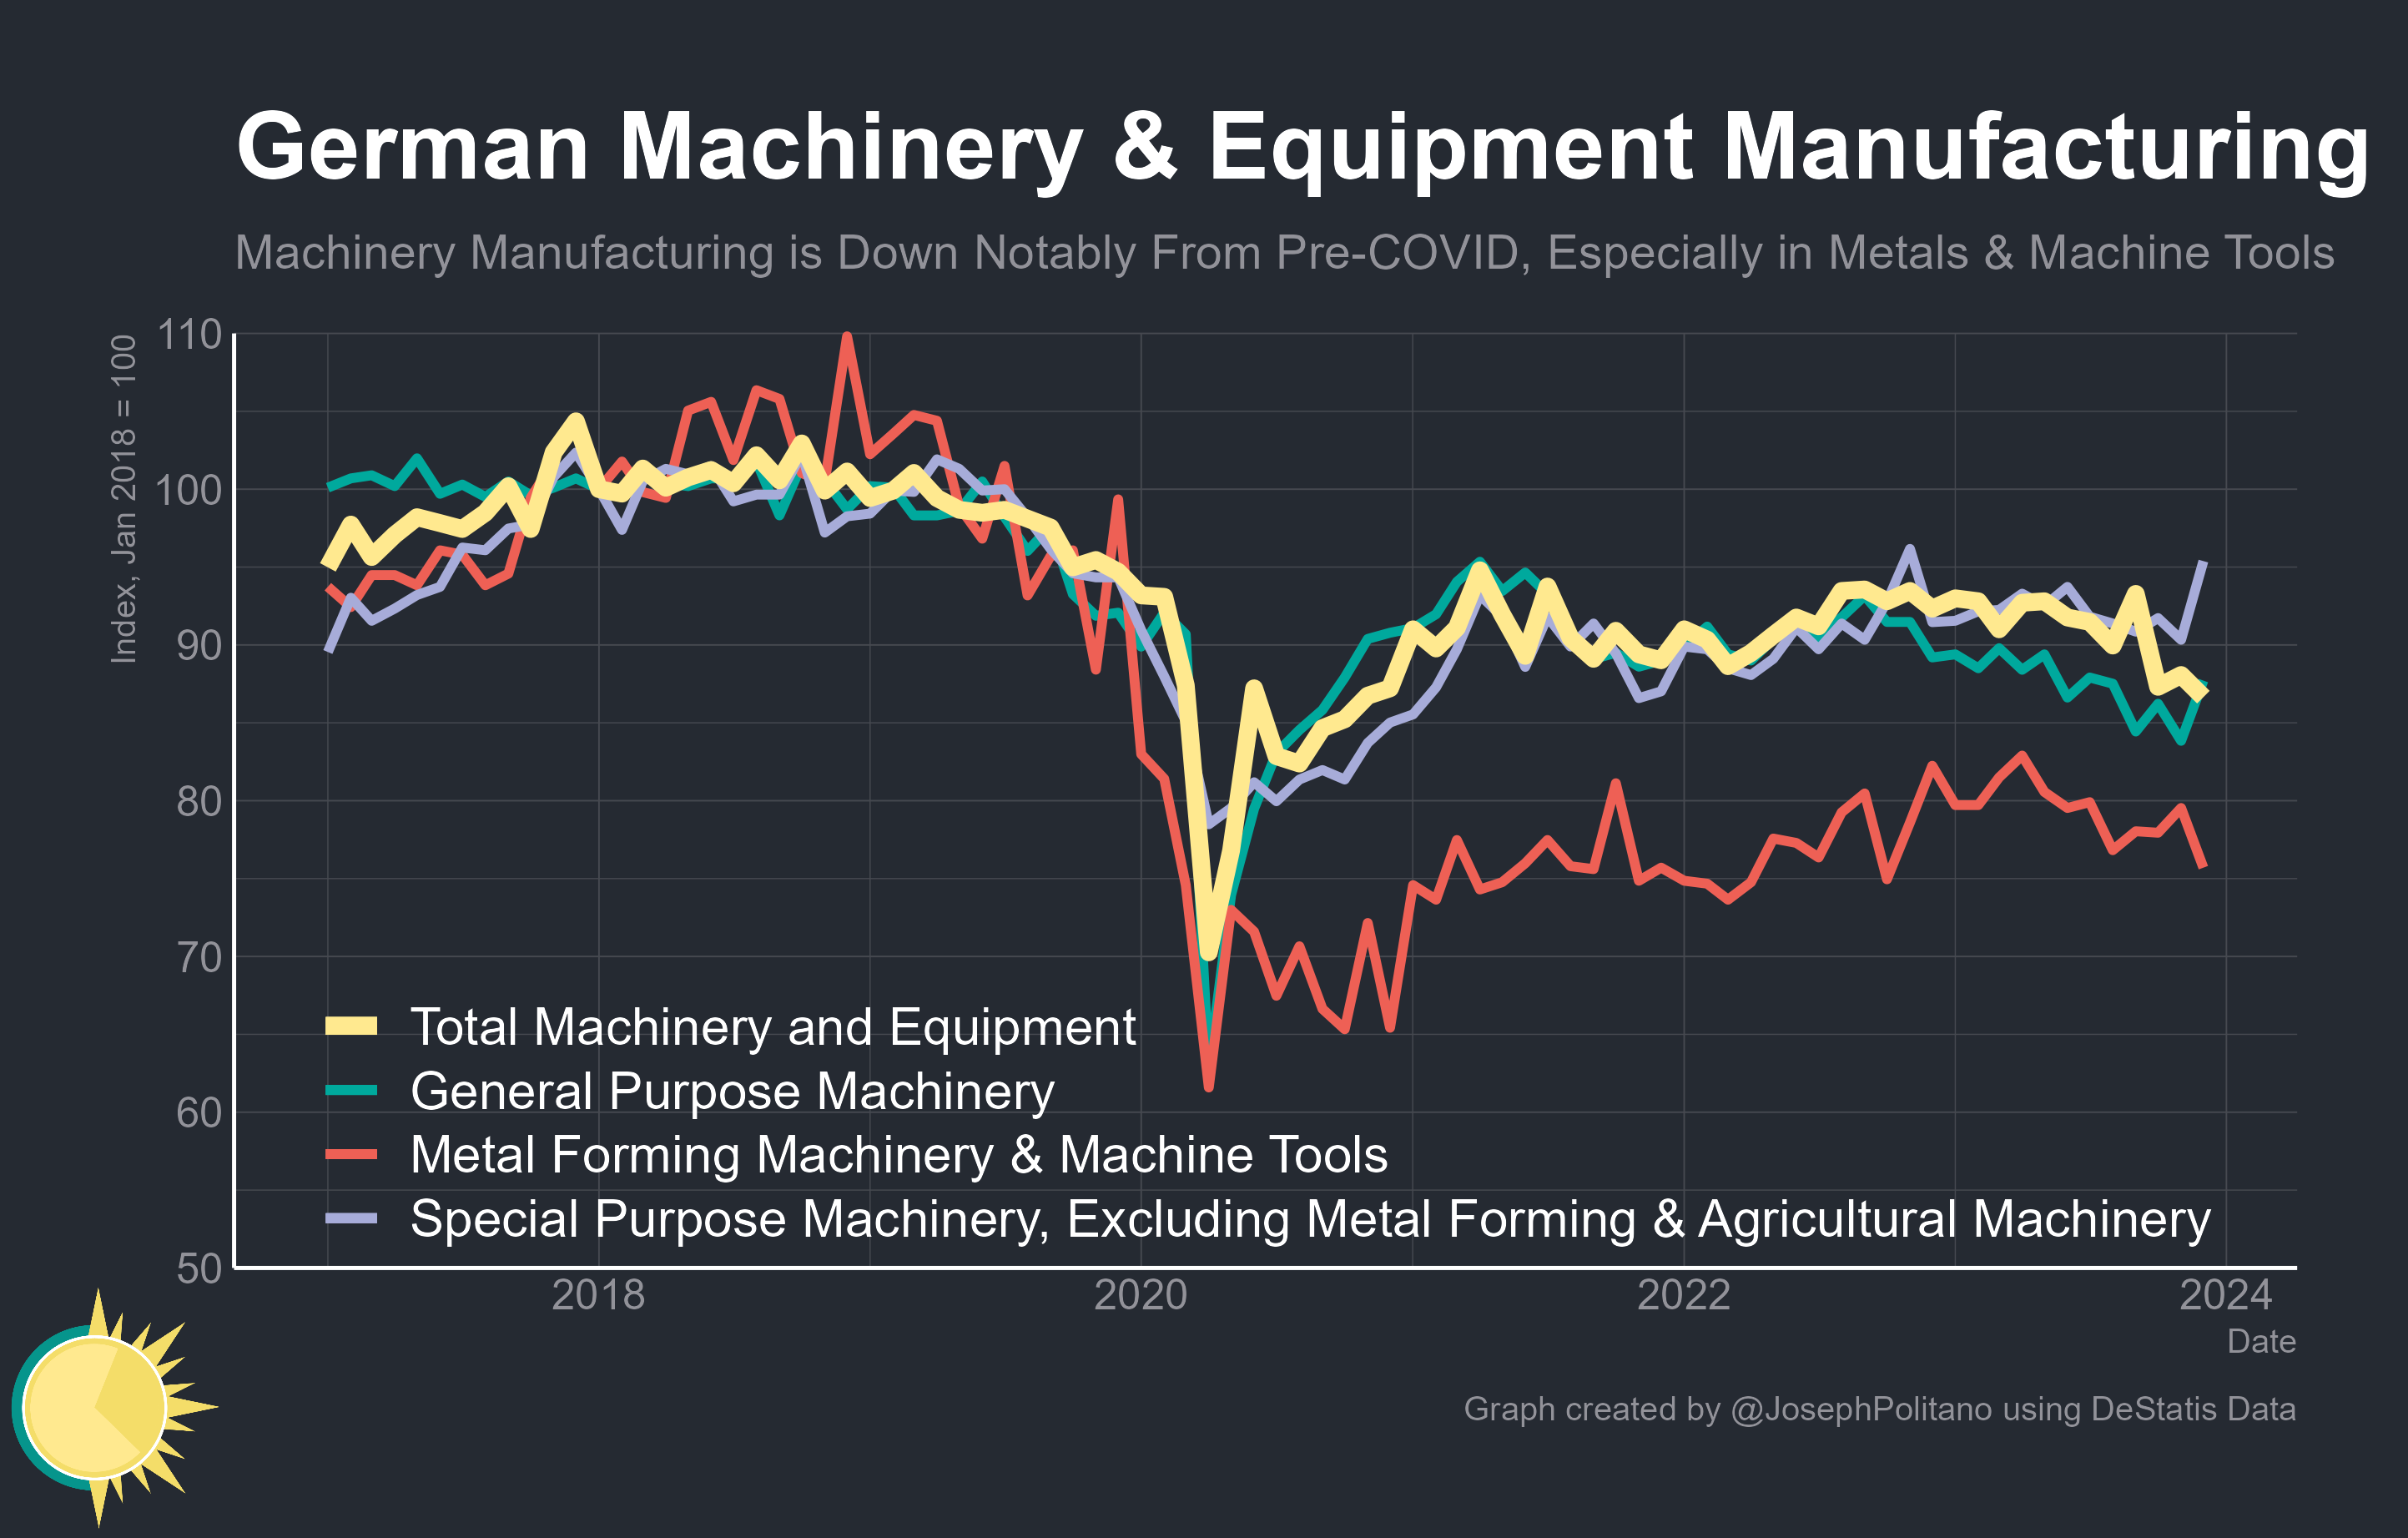 German Machinery & Equipment Manufacturing
Machinery Manufacturing is Down Notably From Pre-COVID, Especially in Metals & Machine Tools
Index, Jan 2018 = 100
110
100
90
80
70
60
50
Total Machinery and Equipment
General Purpose Machinery
Metal Forming Machinery & Machine Tools
Special Purpose Machinery, Excluding Metal Forming & Agricultural Machinery
2018 2020 2022 2024
Date
Graph created by @JosephPolitano using DeStatis Data